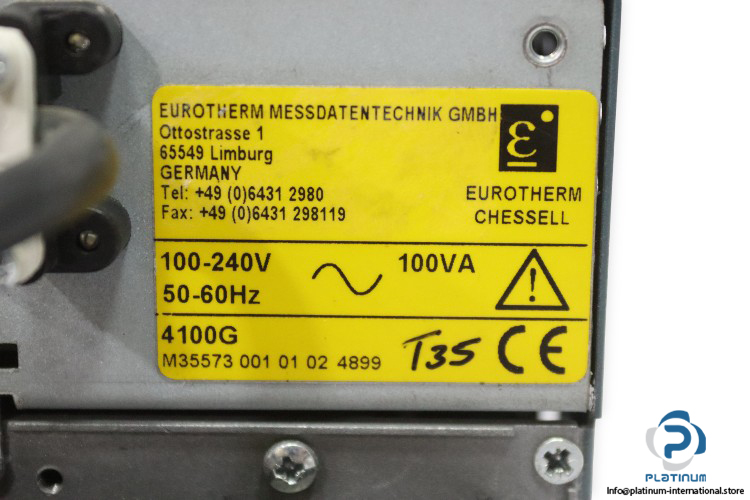 EUROTHERM MESSDATENTECHNIK GMBH
Ottostrasse 1
65549 Limburg
GERMANY
Tel: +49 (0)6431 2980
Fax: +49 (0)6431 298119
EUROTHERM
CHESSELL
100-240V
50-60Hz
100VA
4100G
M35573 001 01 02 4899
T35
CE
PLATINUM
Info@platinum-international.store